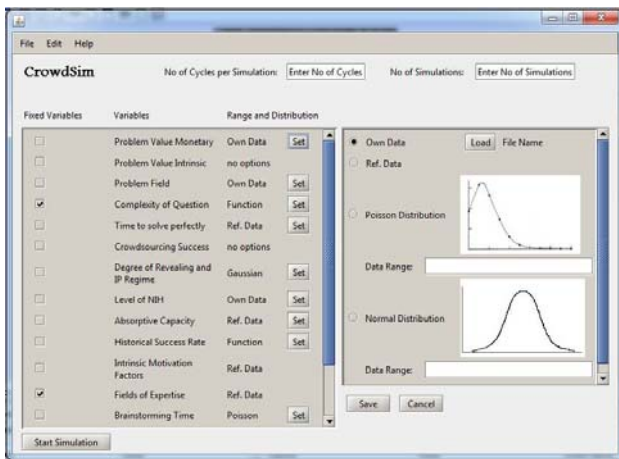 File Edit Help
CrowdSim No of Cycles per Simulation: Enter No of Cycles No of Simulations: Enter No of Simulations
Fixed Variables Variables Range and Distribution
Problem Value Monetary Own Data Set
Problem Value Intrinsic no options
Problem Field Own Data Set
Complexity of Question Function Set
Time to solve perfectly Ref. Data Set
Crowdsourcing Success no options
Degree of Revealing and
IP Regime Gaussian Set
Level of NIH Own Data Set
Absorptive Capacity Ref. Data Set
Historical Success Rate Function Set
Intrinsic Motivation
Factors Ref. Data
Fields of Expertise Ref. Data
Brainstorming Time Poisson Set
Own Data Load File Name
Ref. Data
Poisson Distribution
Data Range:
Normal Distribution
Data Range:
Save Cancel
Start Simulation